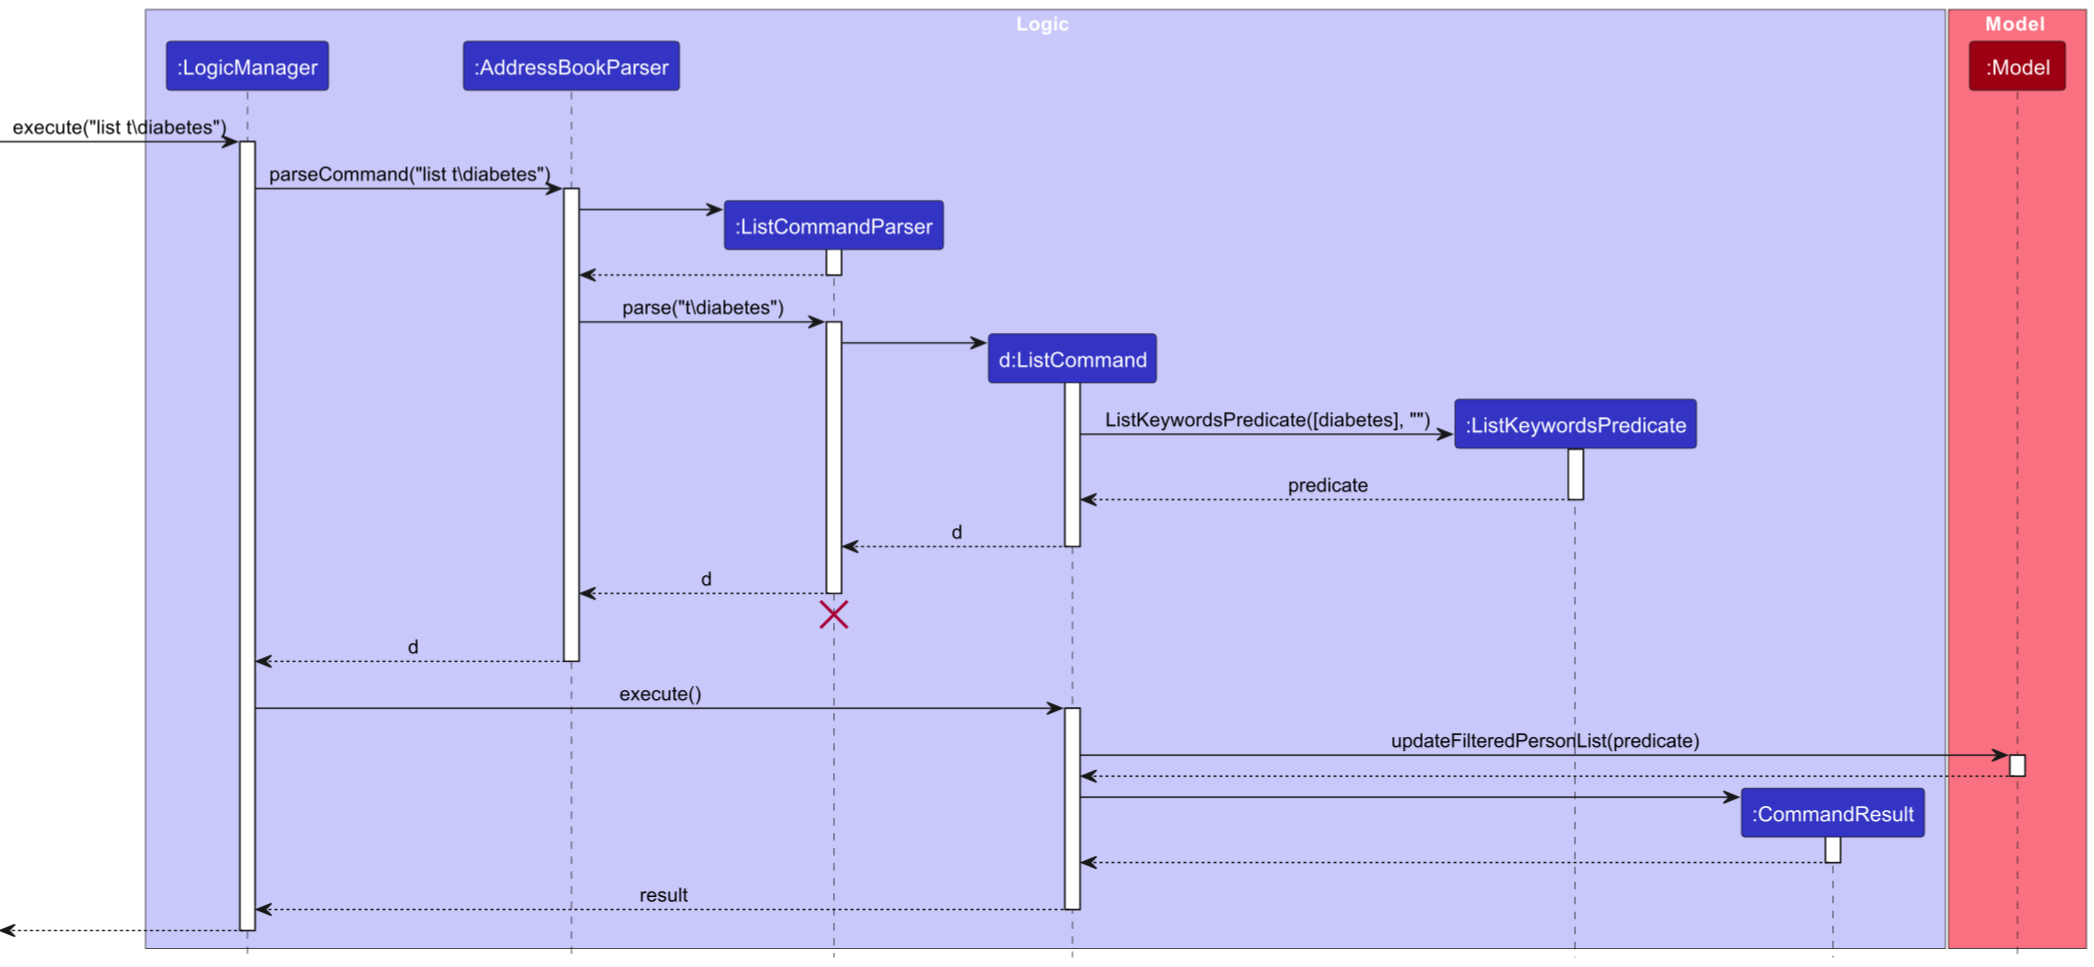 Logic
Model
:LogicManager
:AddressBookParser
:Model
execute("list t\diabetes")
parseCommand("list t\diabetes")
:ListCommandParser
parse("t\diabetes")
d:ListCommand
ListKeywordsPredicate([diabetes], "")
:ListKeywordsPredicate
predicate
d
d
d
execute()
updateFilteredPersonList(predicate)
:CommandResult
result